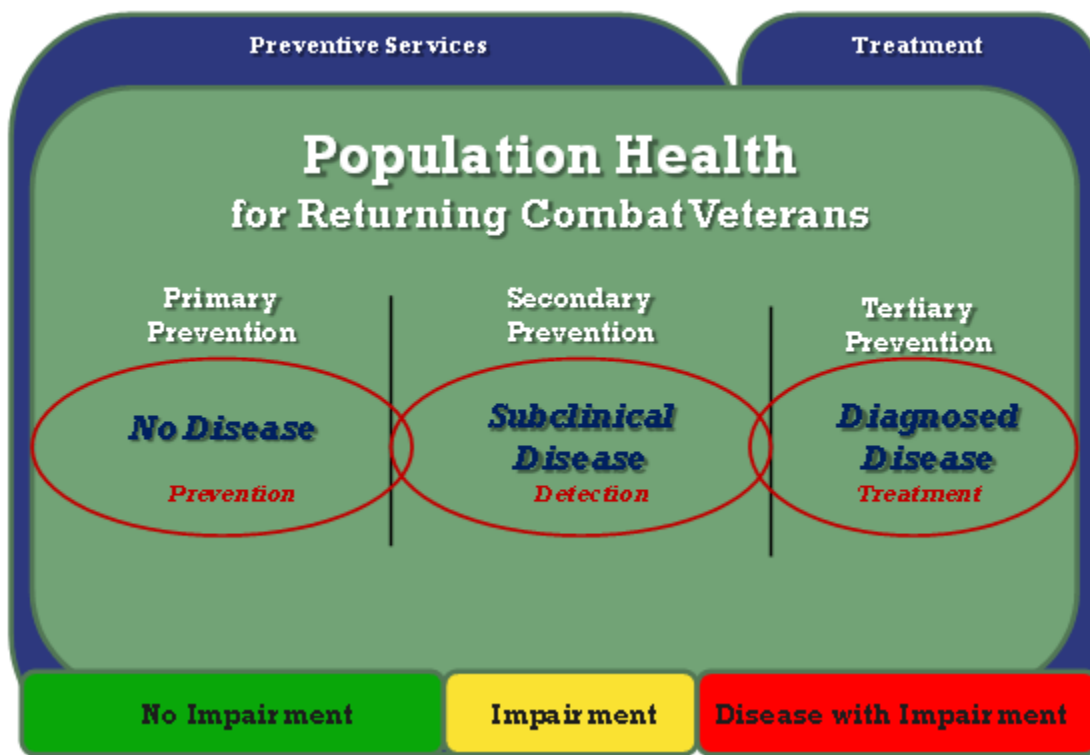 Preventive Services
Treatment
Population Health
for Returning Combat Veterans
Primary
Prevention
Secondary
Prevention
Tertiary
Prevention
No Disease
Prevention
Subclinical
Disease
Detection
Diagnosed
Disease
Treatment
No Impairment
Impairment
Disease with Impairment